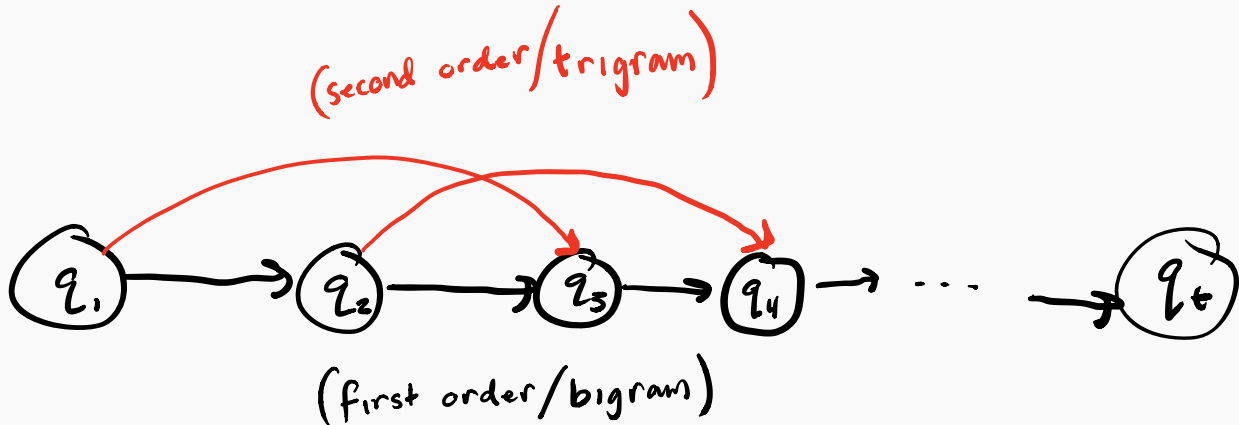 (second order/trigram)
q₁ q₂ q₃ q₄ ... qₜ
(first order/bigram)